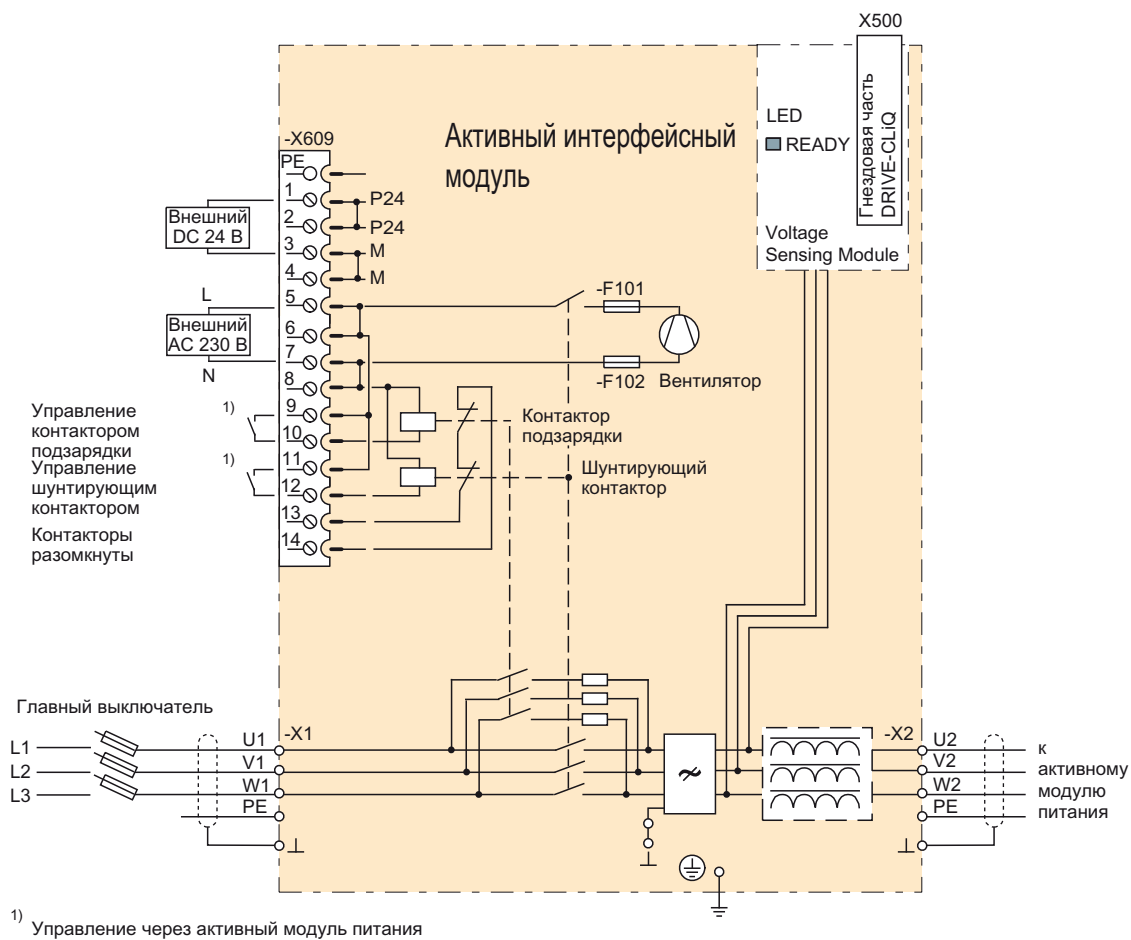 X500
Гнездовая часть
DRIVE-CLiQ
LED
READY
Voltage
Sensing Module
Активный интерфейсный
модуль
-X609
PE
1
P24
2
P24
3
M
4
M
5
6
7
8
9
10
11
12
13
14
Внешний
DC 24 В
L
Внешний
AC 230 В
N
-F101
-F102
Вентилятор
Управление
контактором
подзарядки
1)
Управление
шунтирующим
контактором
1)
Контакторы
разомкнуты
Контактор
подзарядки
Шунтирующий
контактор
Главный выключатель
L1
L2
L3
U1
V1
W1
PE
-X1
-X2
U2
V2
W2
PE
к
активному
модулю
питания
1) Управление через активный модуль питания